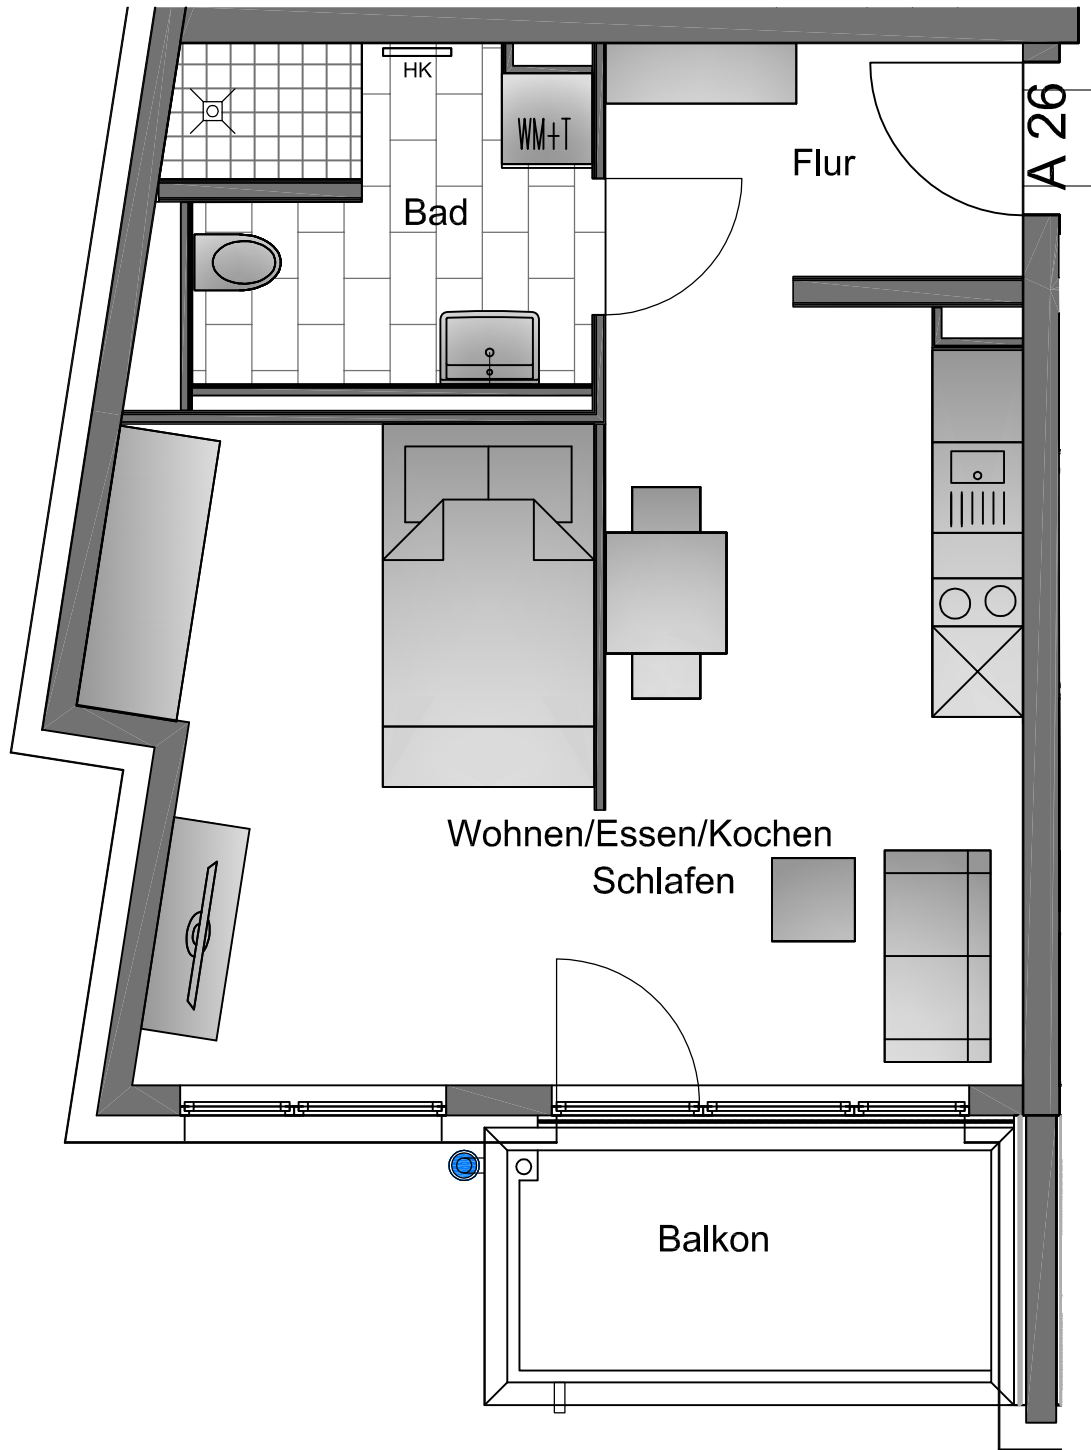 HK
WM+T
Flur
A 26
Bad
Wohnen/Essen/Kochen
Schlafen
Balkon